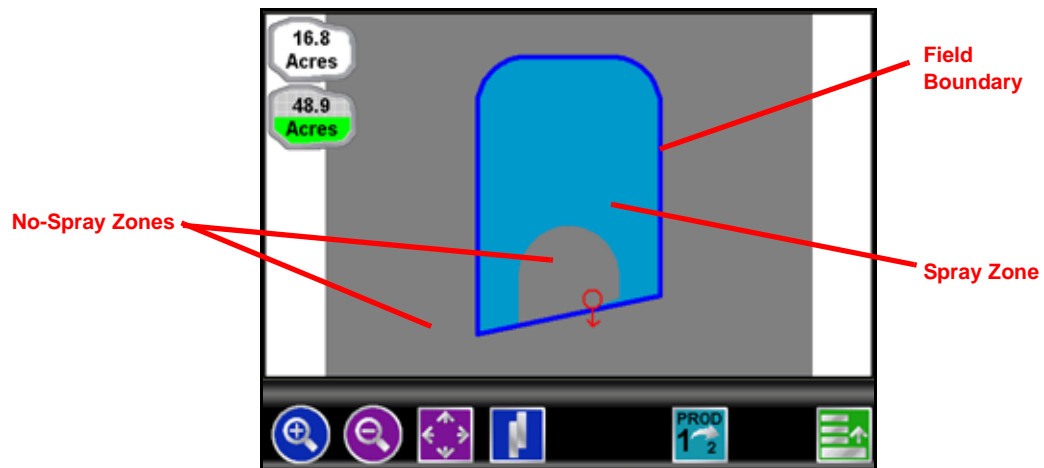 16.8
Acres
48.9
Acres
Field
Boundary
No-Spray Zones
Spray Zone
PROD
1 2